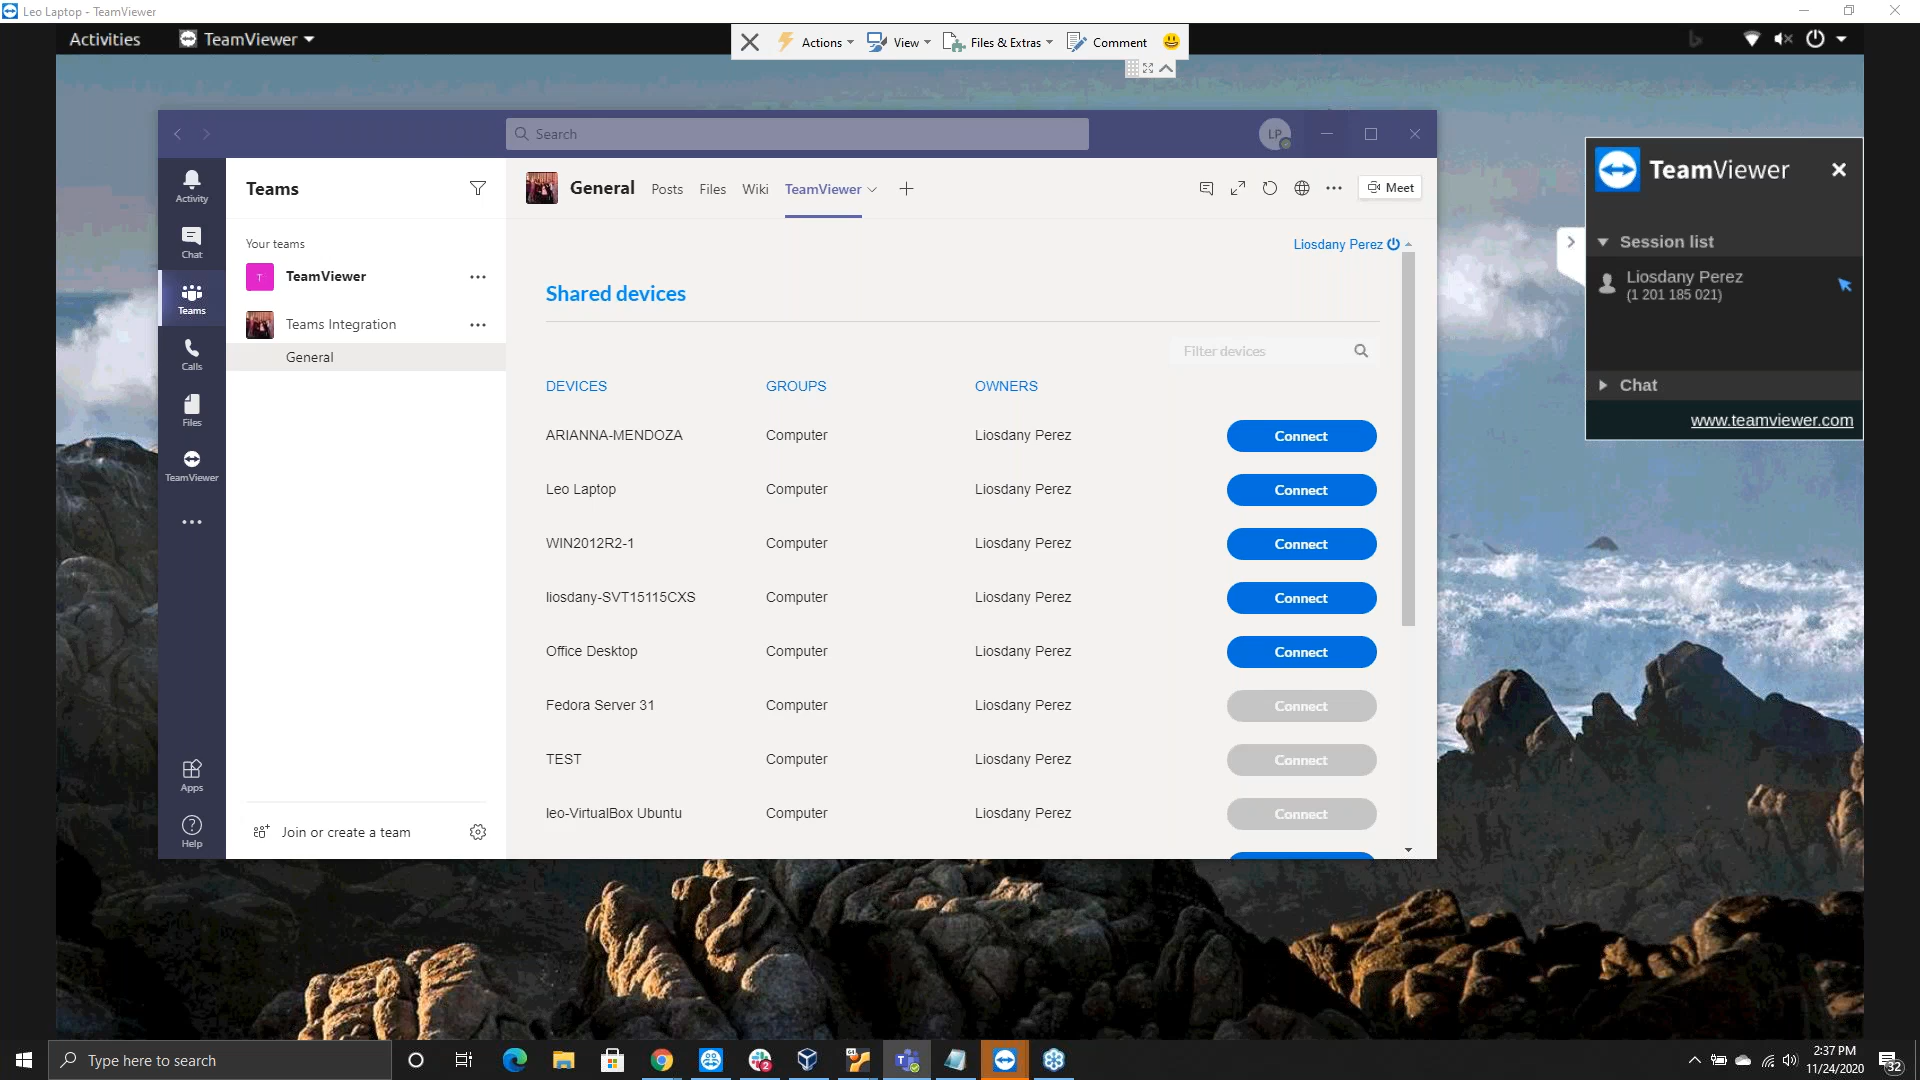 Leo Laptop - TeamViewer
Activities
TeamViewer
Actions
View
Files & Extras
Comment
Search
LP
Activity
Chat
Teams
Calls
Files
TeamViewer
Apps
Help
Teams
Your teams
T
TeamViewer
Teams Integration
General
Join or create a team
General
Posts
Files
Wiki
TeamViewer
Meet
Liosdany Perez
Shared devices
Filter devices
DEVICES GROUPS OWNERS
ARIANNA-MENDOZA Computer Liosdany Perez Connect
Leo Laptop Computer Liosdany Perez Connect
WIN2012R2-1 Computer Liosdany Perez Connect
liosdany-SVT15115CXS Computer Liosdany Perez Connect
Office Desktop Computer Liosdany Perez Connect
Fedora Server 31 Computer Liosdany Perez Connect
TEST Computer Liosdany Perez Connect
leo-VirtualBox Ubuntu Computer Liosdany Perez Connect
TeamViewer
Session list
Liosdany Perez
(1 201 185 021)
Chat
www.teamviewer.com
Type here to search
2
2:37 PM
11/24/2020
32